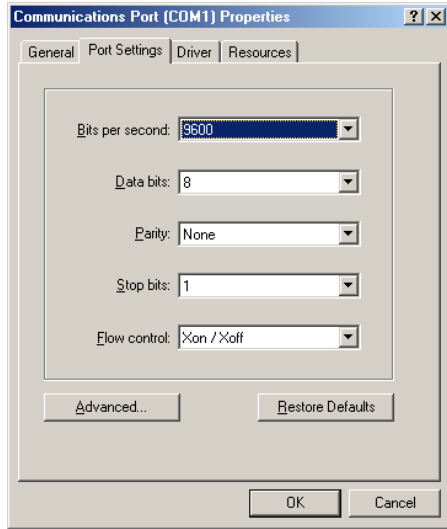 Communications Port (COM1) Properties
General Port Settings Driver Resources
Bits per second: 9600
Data bits: 8
Parity: None
Stop bits: 1
Flow control: Xon / Xoff
Advanced... Restore Defaults
OK Cancel